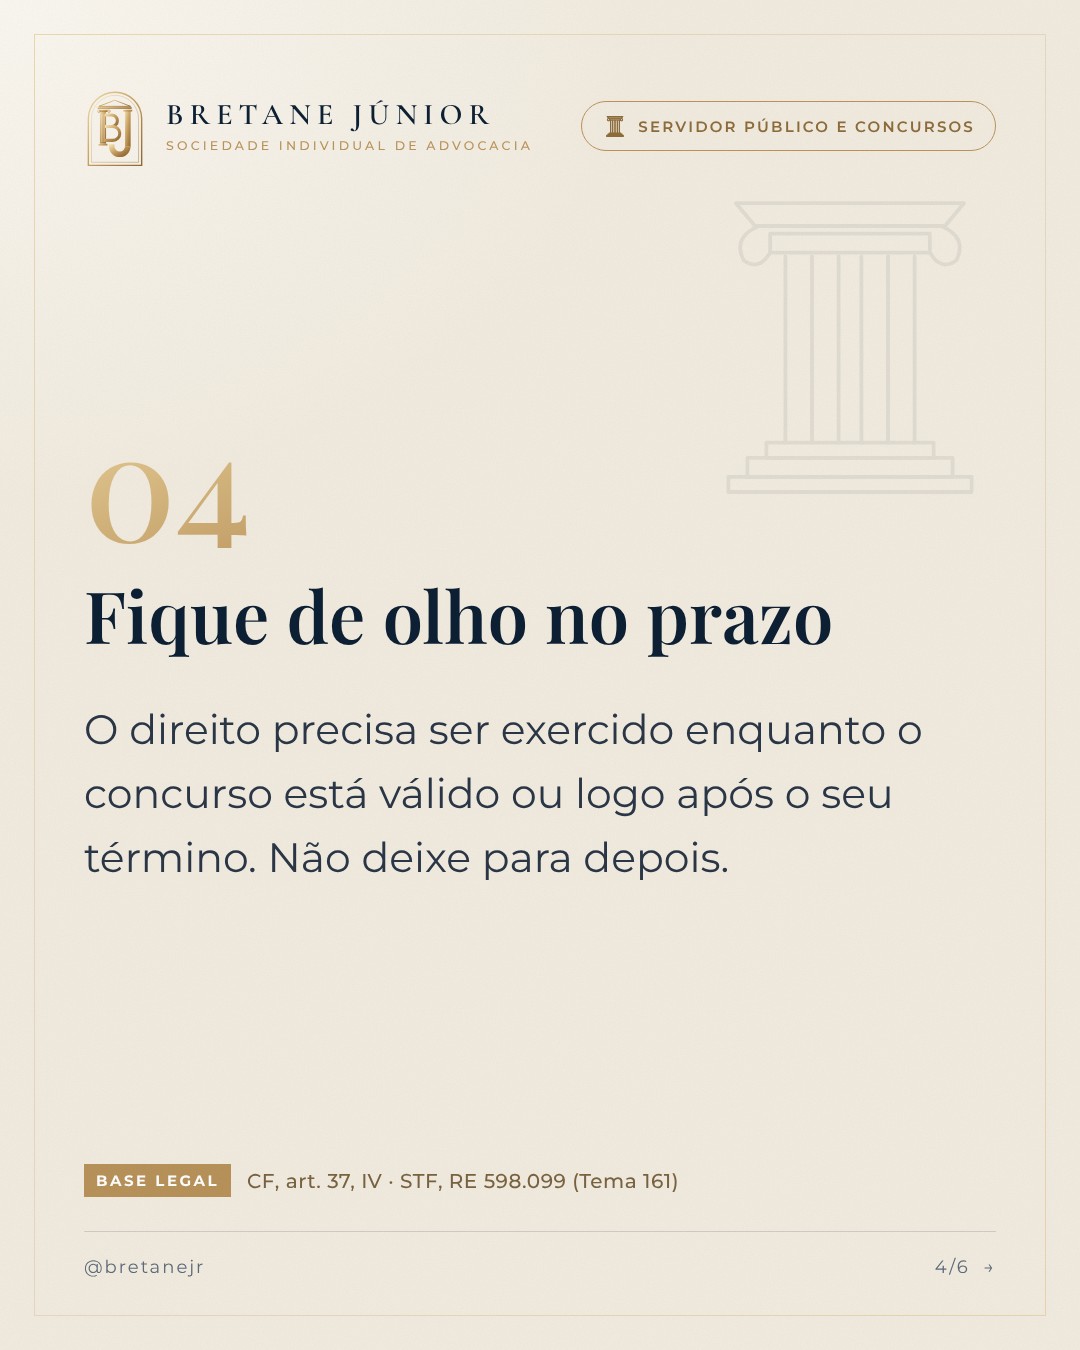 BRETANE JÚNIOR
SOCIEDADE INDIVIDUAL DE ADVOCACIA
SERVIDOR PÚBLICO E CONCURSOS
04
Fique de olho no prazo
O direito precisa ser exercido enquanto o
concurso está válido ou logo após o seu
término. Não deixe para depois.
BASE LEGAL CF, art. 37, IV · STF, RE 598.099 (Tema 161)
@bretanejr
4/6 →